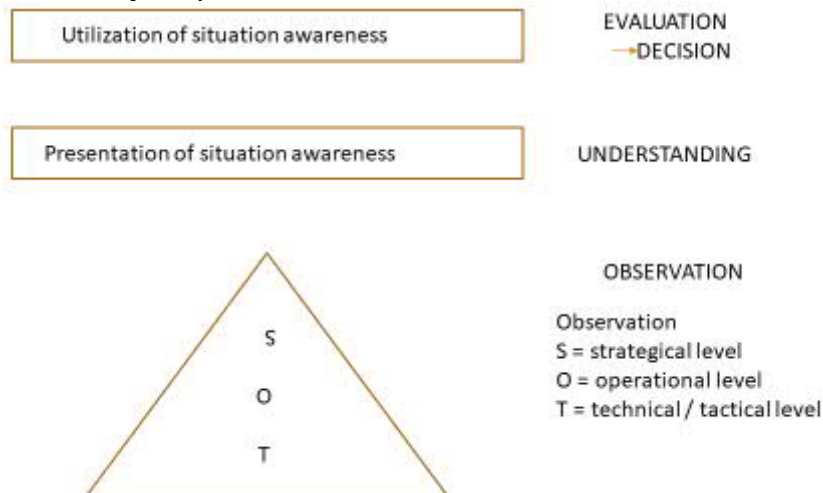 Utilization of situation awareness
EVALUATION
→DECISION
Presentation of situation awareness
UNDERSTANDING
OBSERVATION
S
O
T
Observation
S = strategical level
O = operational level
T = technical / tactical level